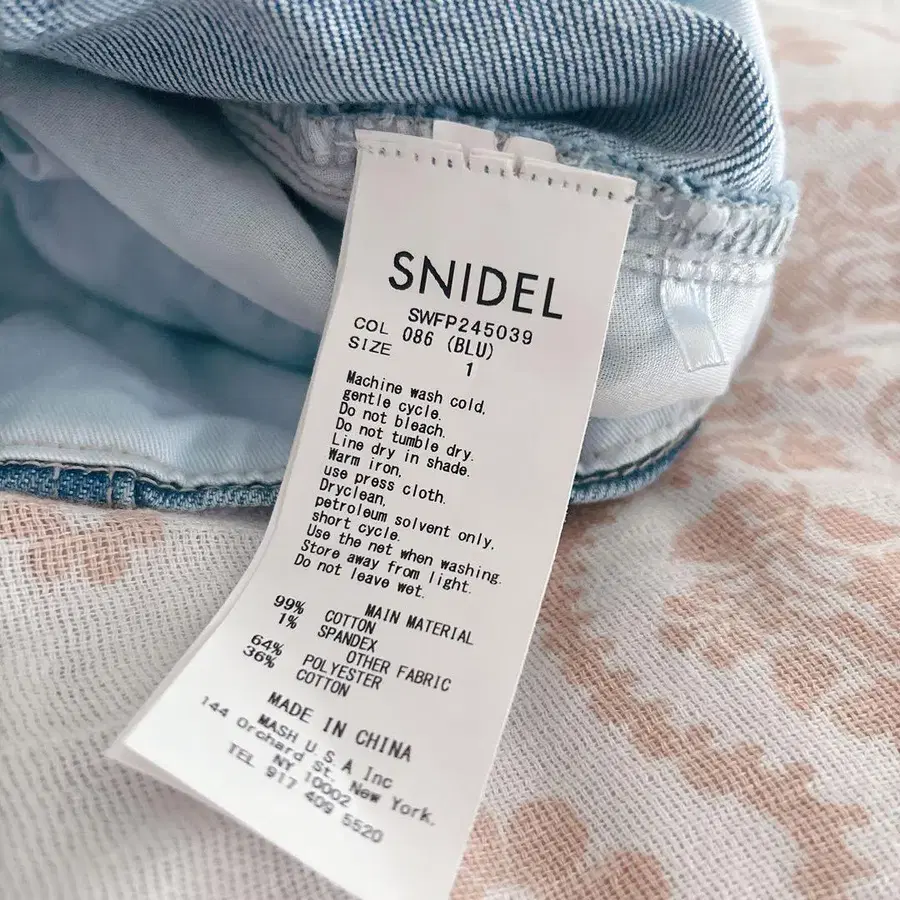 SNIDEL
SWFP245039
COL 086 (BLU)
SIZE 1
Machine wash cold,
gentle cycle.
Do not bleach.
Do not tumble dry.
Line dry in shade.
Warm iron,
use press cloth.
Dryclean,
petroleum solvent only,
short cycle.
Use the net when washing.
Store away from light.
Do not leave wet.
MAIN MATERIAL
99% COTTON
1% SPANDEX
OTHER FABRIC
64% POLYESTER
36% COTTON
MADE IN CHINA
MASH U.S.A Inc
144 Orchard St. New York.
NY 10002
TEL 917 409 5520